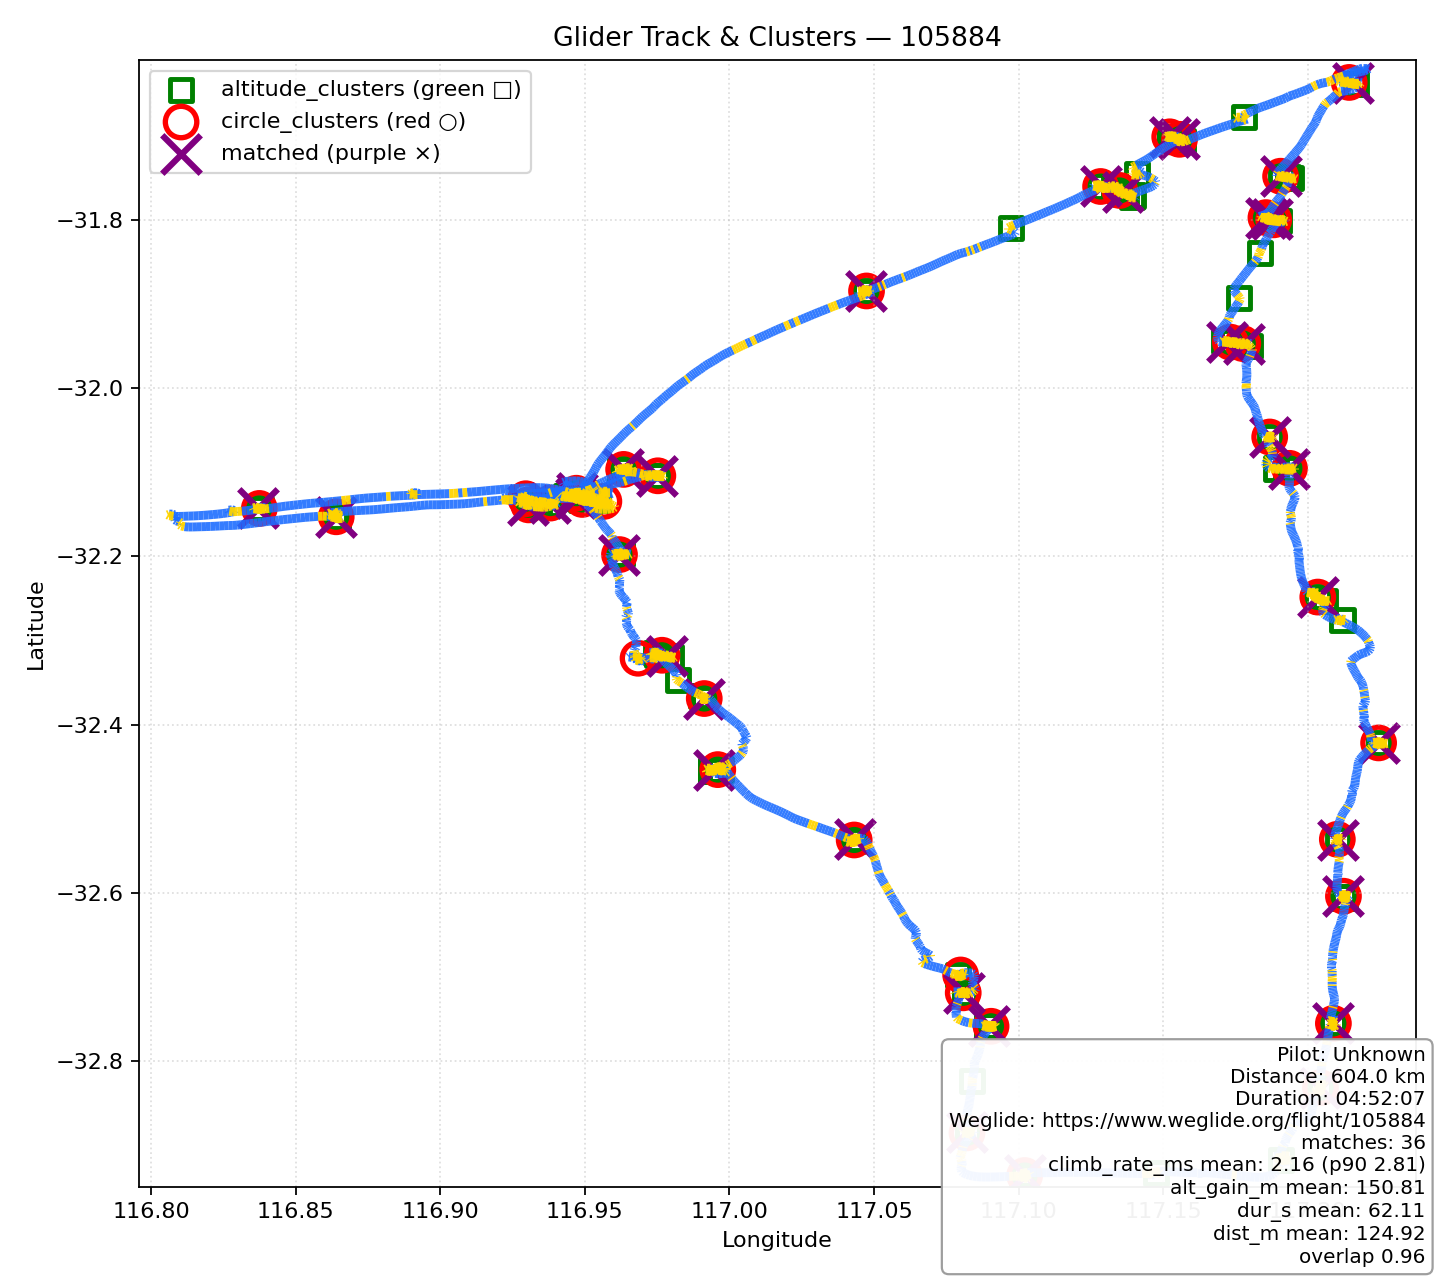 Glider Track & Clusters — 105884
altitude_clusters (green □)
circle_clusters (red ○)
matched (purple ×)
−31.8
−32.0
−32.2
−32.4
−32.6
−32.8
Latitude
116.80
116.85
116.90
116.95
117.00
117.05
117.10
117.15
Longitude
Pilot: Unknown
Distance: 604.0 km
Duration: 04:52:07
Weglide: https://www.weglide.org/flight/105884
matches: 36
climb_rate_ms mean: 2.16 (p90 2.81)
alt_gain_m mean: 150.81
dur_s mean: 62.11
dist_m mean: 124.92
overlap 0.96